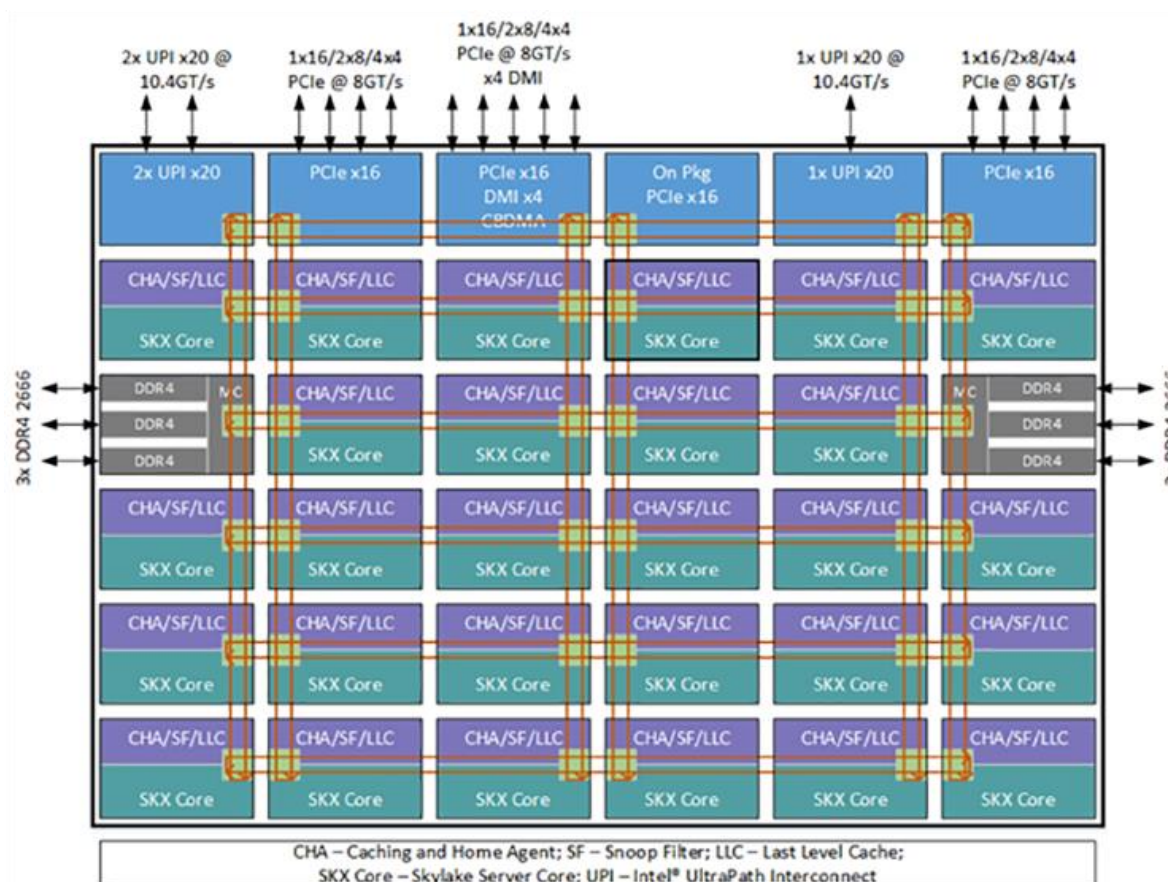 2x UPI x20 @
10.4GT/s
1x16/2x8/4x4
PCIe @ 8GT/s
1x16/2x8/4x4
PCIe @ 8GT/s
x4 DMI
1x UPI x20 @
10.4GT/s
1x16/2x8/4x4
PCIe @ 8GT/s
2x UPI x20
PCIe x16
PCIe x16
DMI x4
CBDMA
On Pkg
PCIe x16
1x UPI x20
PCIe x16
CHA/SF/LLC
CHA/SF/LLC
CHA/SF/LLC
CHA/SF/LLC
CHA/SF/LLC
CHA/SF/LLC
SKX Core
SKX Core
SKX Core
SKX Core
SKX Core
SKX Core
3x DDR4 2666
DDR4
DDR4
DDR4
MC
CHA/SF/LLC
CHA/SF/LLC
CHA/SF/LLC
CHA/SF/LLC
SKX Core
SKX Core
SKX Core
SKX Core
MC
DDR4
DDR4
DDR4
3x DDR4 2666
CHA/SF/LLC
CHA/SF/LLC
CHA/SF/LLC
CHA/SF/LLC
CHA/SF/LLC
CHA/SF/LLC
SKX Core
SKX Core
SKX Core
SKX Core
SKX Core
SKX Core
CHA/SF/LLC
CHA/SF/LLC
CHA/SF/LLC
CHA/SF/LLC
CHA/SF/LLC
CHA/SF/LLC
SKX Core
SKX Core
SKX Core
SKX Core
SKX Core
SKX Core
CHA/SF/LLC
CHA/SF/LLC
CHA/SF/LLC
CHA/SF/LLC
CHA/SF/LLC
CHA/SF/LLC
SKX Core
SKX Core
SKX Core
SKX Core
SKX Core
SKX Core
CHA – Caching and Home Agent; SF – Snoop Filter; LLC – Last Level Cache;
SKX Core – Skylake Server Core; UPI – Intel® UltraPath Interconnect